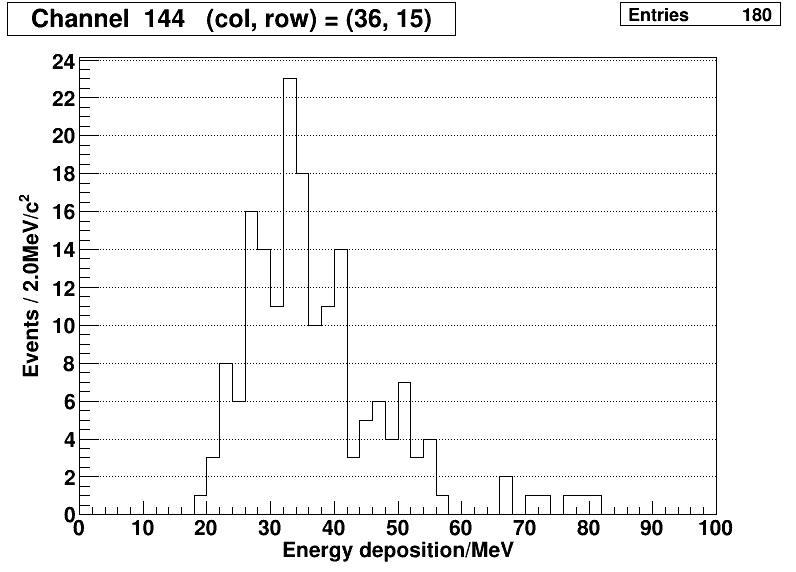 Channel 144 (col, row) = (36, 15)
Entries 180
24
22
20
18
16
14
12
10
8
6
4
2
0
Events / 2.0MeV/c²
0 10 20 30 40 50 60 70 80 90 100
Energy deposition/MeV